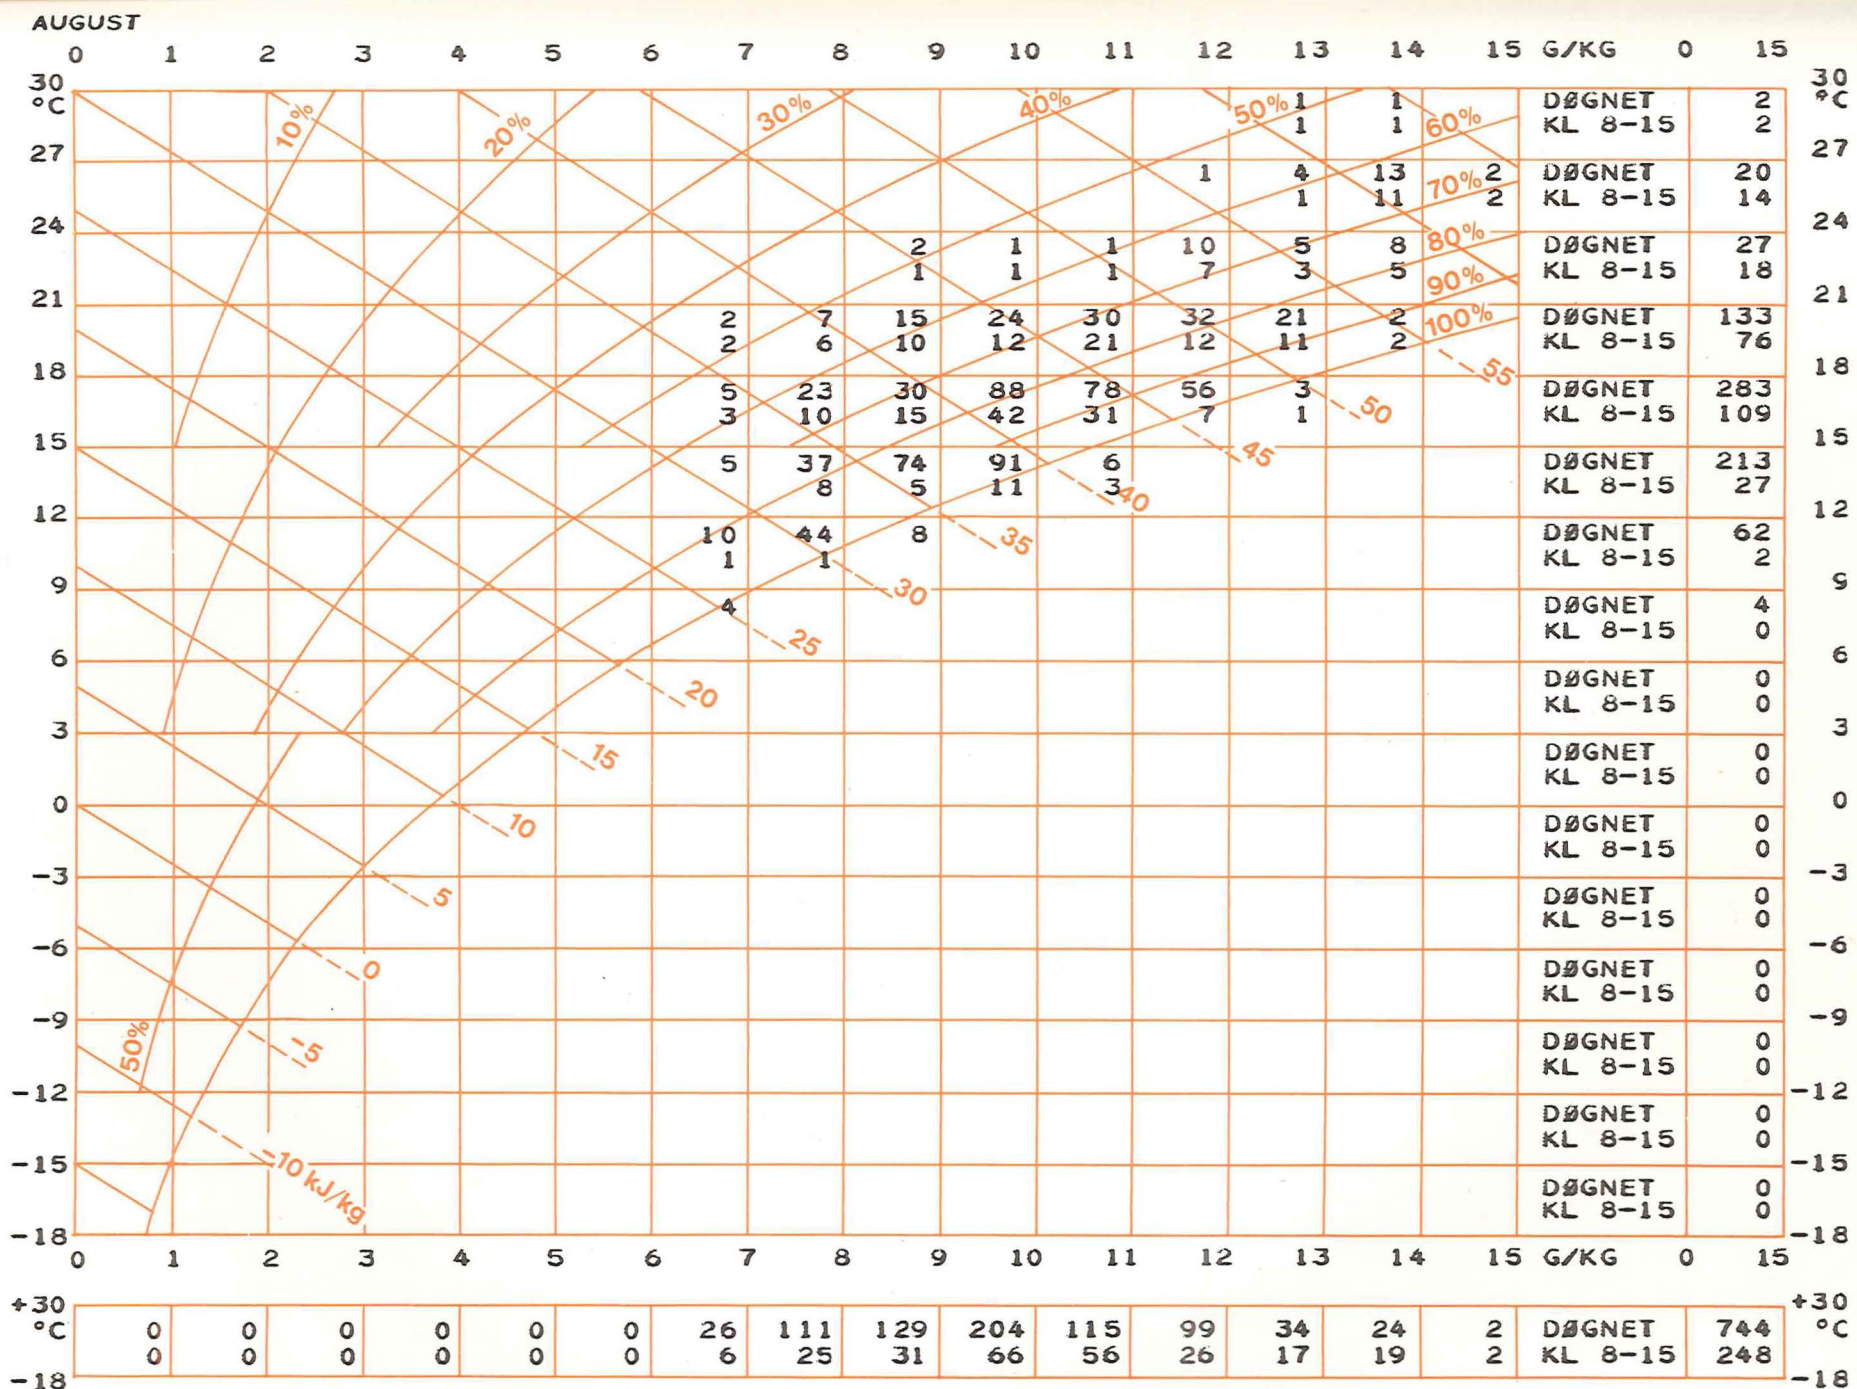 AUGUST
0 1 2 3 4 5 6 7 8 9 10 11 12 13 14 15 G/KG 0 15
30 30
°C 10% 20% 30% 40% 50% 1 1 DØGNET 2 °C
1 1 60% KL 8-15 2
27 27
1 4 13 2 DØGNET 20
1 11 70% 2 KL 8-15 14
24 24
2 1 1 10 5 8 80% DØGNET 27
1 1 1 7 3 5 90% KL 8-15 18
21 21
2 7 15 24 30 32 21 2 100% DØGNET 133
2 6 10 12 21 12 11 2 KL 8-15 76
18 55 18
5 23 30 88 78 56 3 DØGNET 283
3 10 15 42 31 7 1 50 KL 8-15 109
15 45 15
5 37 74 91 6 DØGNET 213
8 5 11 3 40 KL 8-15 27
12 12
10 44 8 35 DØGNET 62
1 1 KL 8-15 2
9 30 9
4 DØGNET 4
25 KL 8-15 0
6 6
20 DØGNET 0
KL 8-15 0
3 3
15 DØGNET 0
KL 8-15 0
0 0
10 DØGNET 0
KL 8-15 0
-3 -3
5 DØGNET 0
KL 8-15 0
-6 -6
0 DØGNET 0
KL 8-15 0
-9 -9
50% -5 DØGNET 0
KL 8-15 0
-12 -12
DØGNET 0
KL 8-15 0
-15 -15
-10 kJ/kg DØGNET 0
KL 8-15 0
-18 -18
0 1 2 3 4 5 6 7 8 9 10 11 12 13 14 15 G/KG 0 15
+30 +30
°C 0 0 0 0 0 0 26 111 129 204 115 99 34 24 2 DØGNET 744 °C
0 0 0 0 0 0 6 25 31 66 56 26 17 19 2 KL 8-15 248
-18 -18